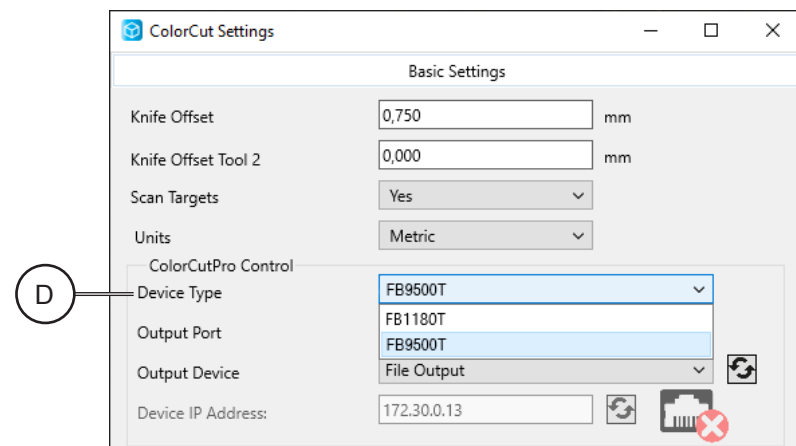 ColorCut Settings
Basic Settings
Knife Offset 0,750 mm
Knife Offset Tool 2 0,000 mm
Scan Targets Yes
Units Metric
ColorCutPro Control
D Device Type FB9500T
FB1180T
Output Port
FB9500T
Output Device File Output
Device IP Address: 172.30.0.13